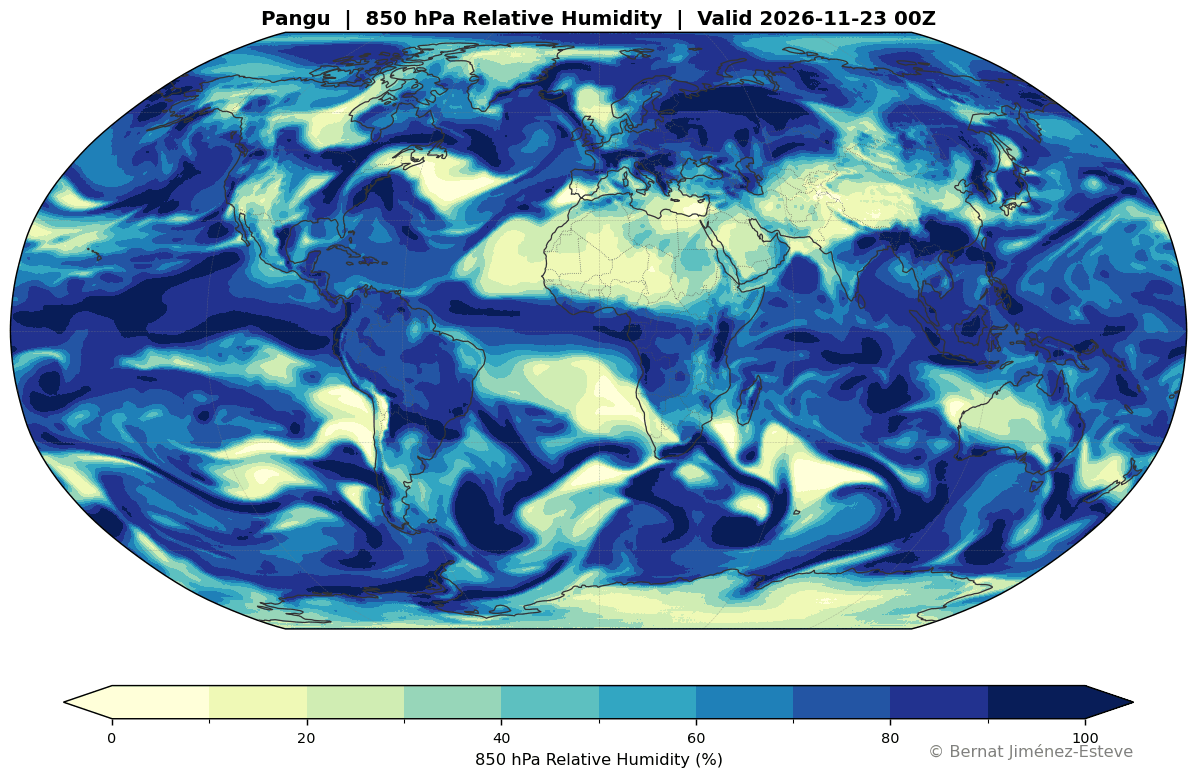 Pangu | 850 hPa Relative Humidity | Valid 2026-11-23 00Z
0 20 40 60 80 100
850 hPa Relative Humidity (%)
© Bernat Jiménez-Esteve